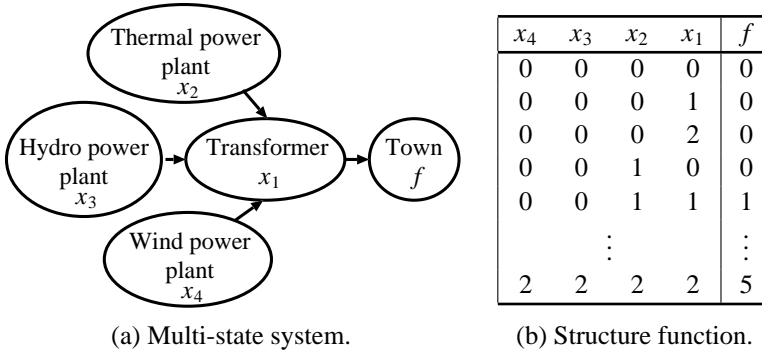 Thermal power
plant
x2
Hydro power
plant
x3
Transformer
x1
Town
f
Wind power
plant
x4
(a) Multi-state system.
x4 x3 x2 x1 f
0 0 0 0 0
0 0 0 1 0
0 0 0 2 0
0 0 1 0 0
0 0 1 1 1
⋮ ⋮
2 2 2 2 5
(b) Structure function.